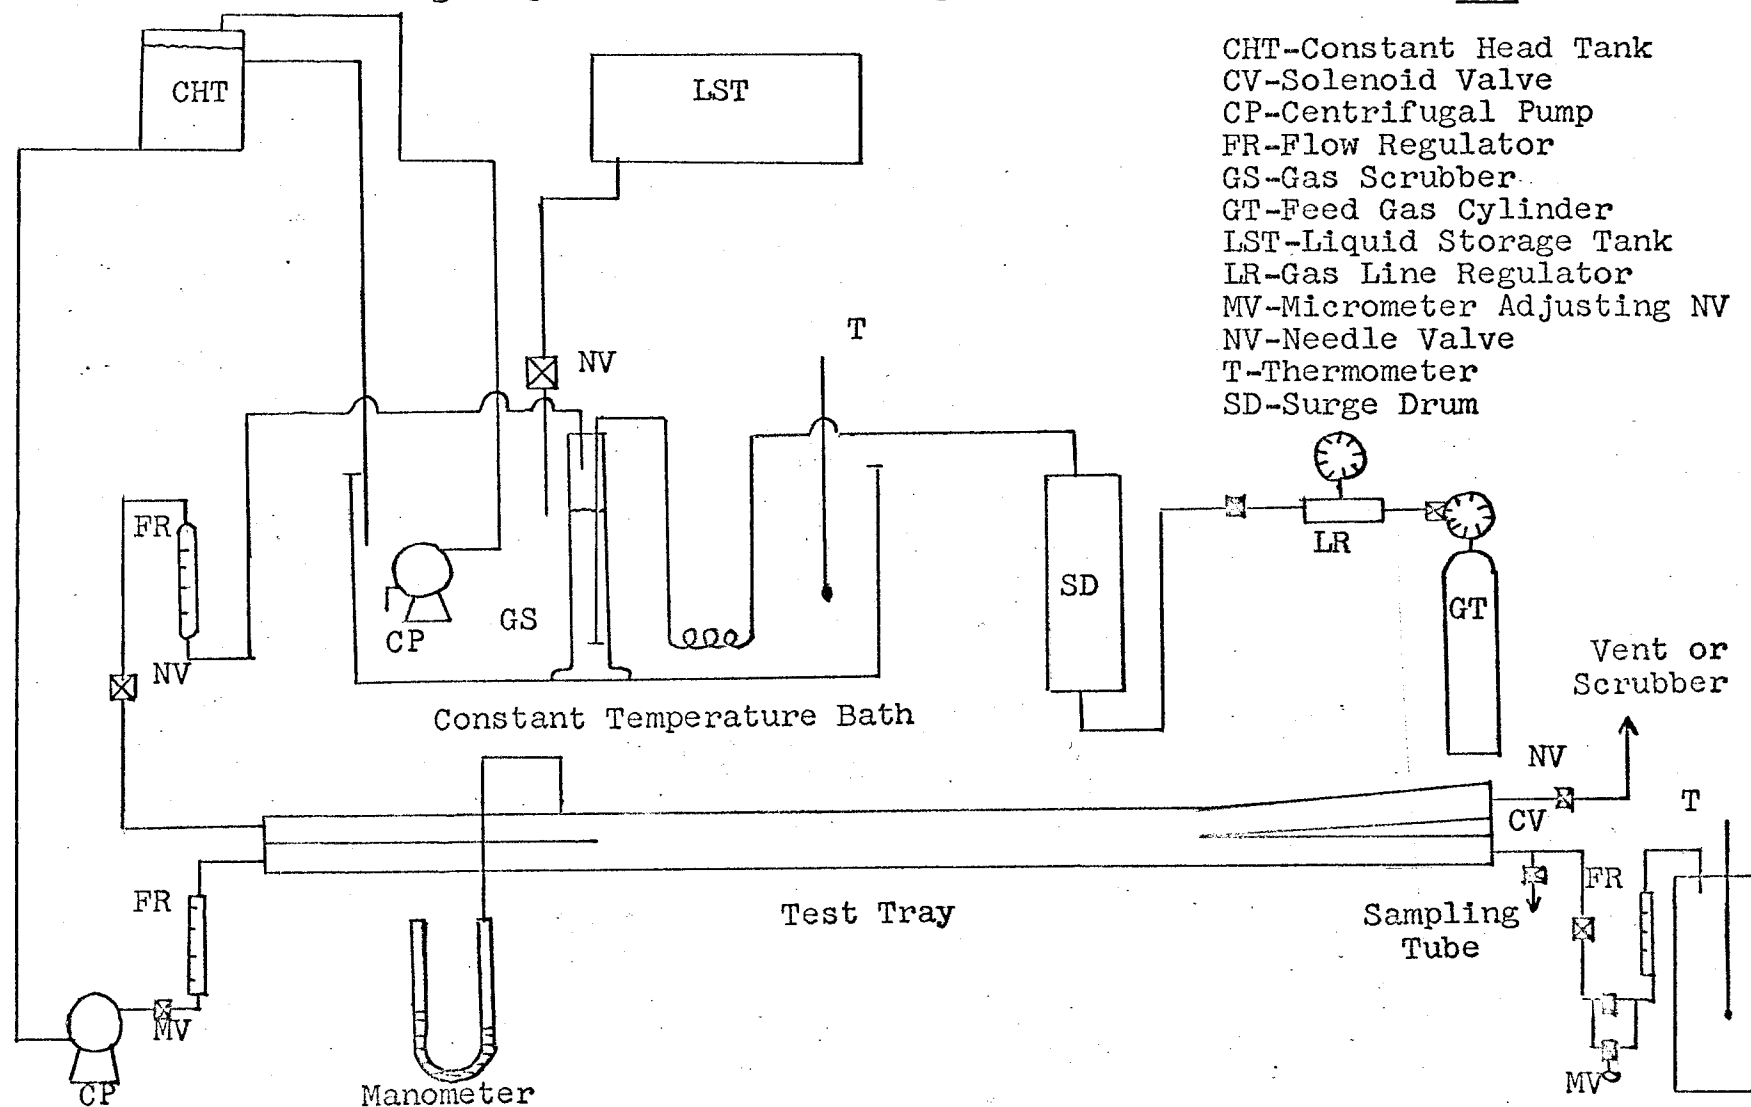 CHT
LST
CHT-Constant Head Tank
CV-Solenoid Valve
CP-Centrifugal Pump
FR-Flow Regulator
GS-Gas Scrubber
GT-Feed Gas Cylinder
LST-Liquid Storage Tank
LR-Gas Line Regulator
MV-Micrometer Adjusting NV
NV-Needle Valve
T-Thermometer
SD-Surge Drum
T
NV
FR
LR
SD
GT
GS
CP
NV
Vent or
Scrubber
Constant Temperature Bath
NV
T
CV
FR
FR
Test Tray
Sampling
Tube
MV
MV
CP
Manometer